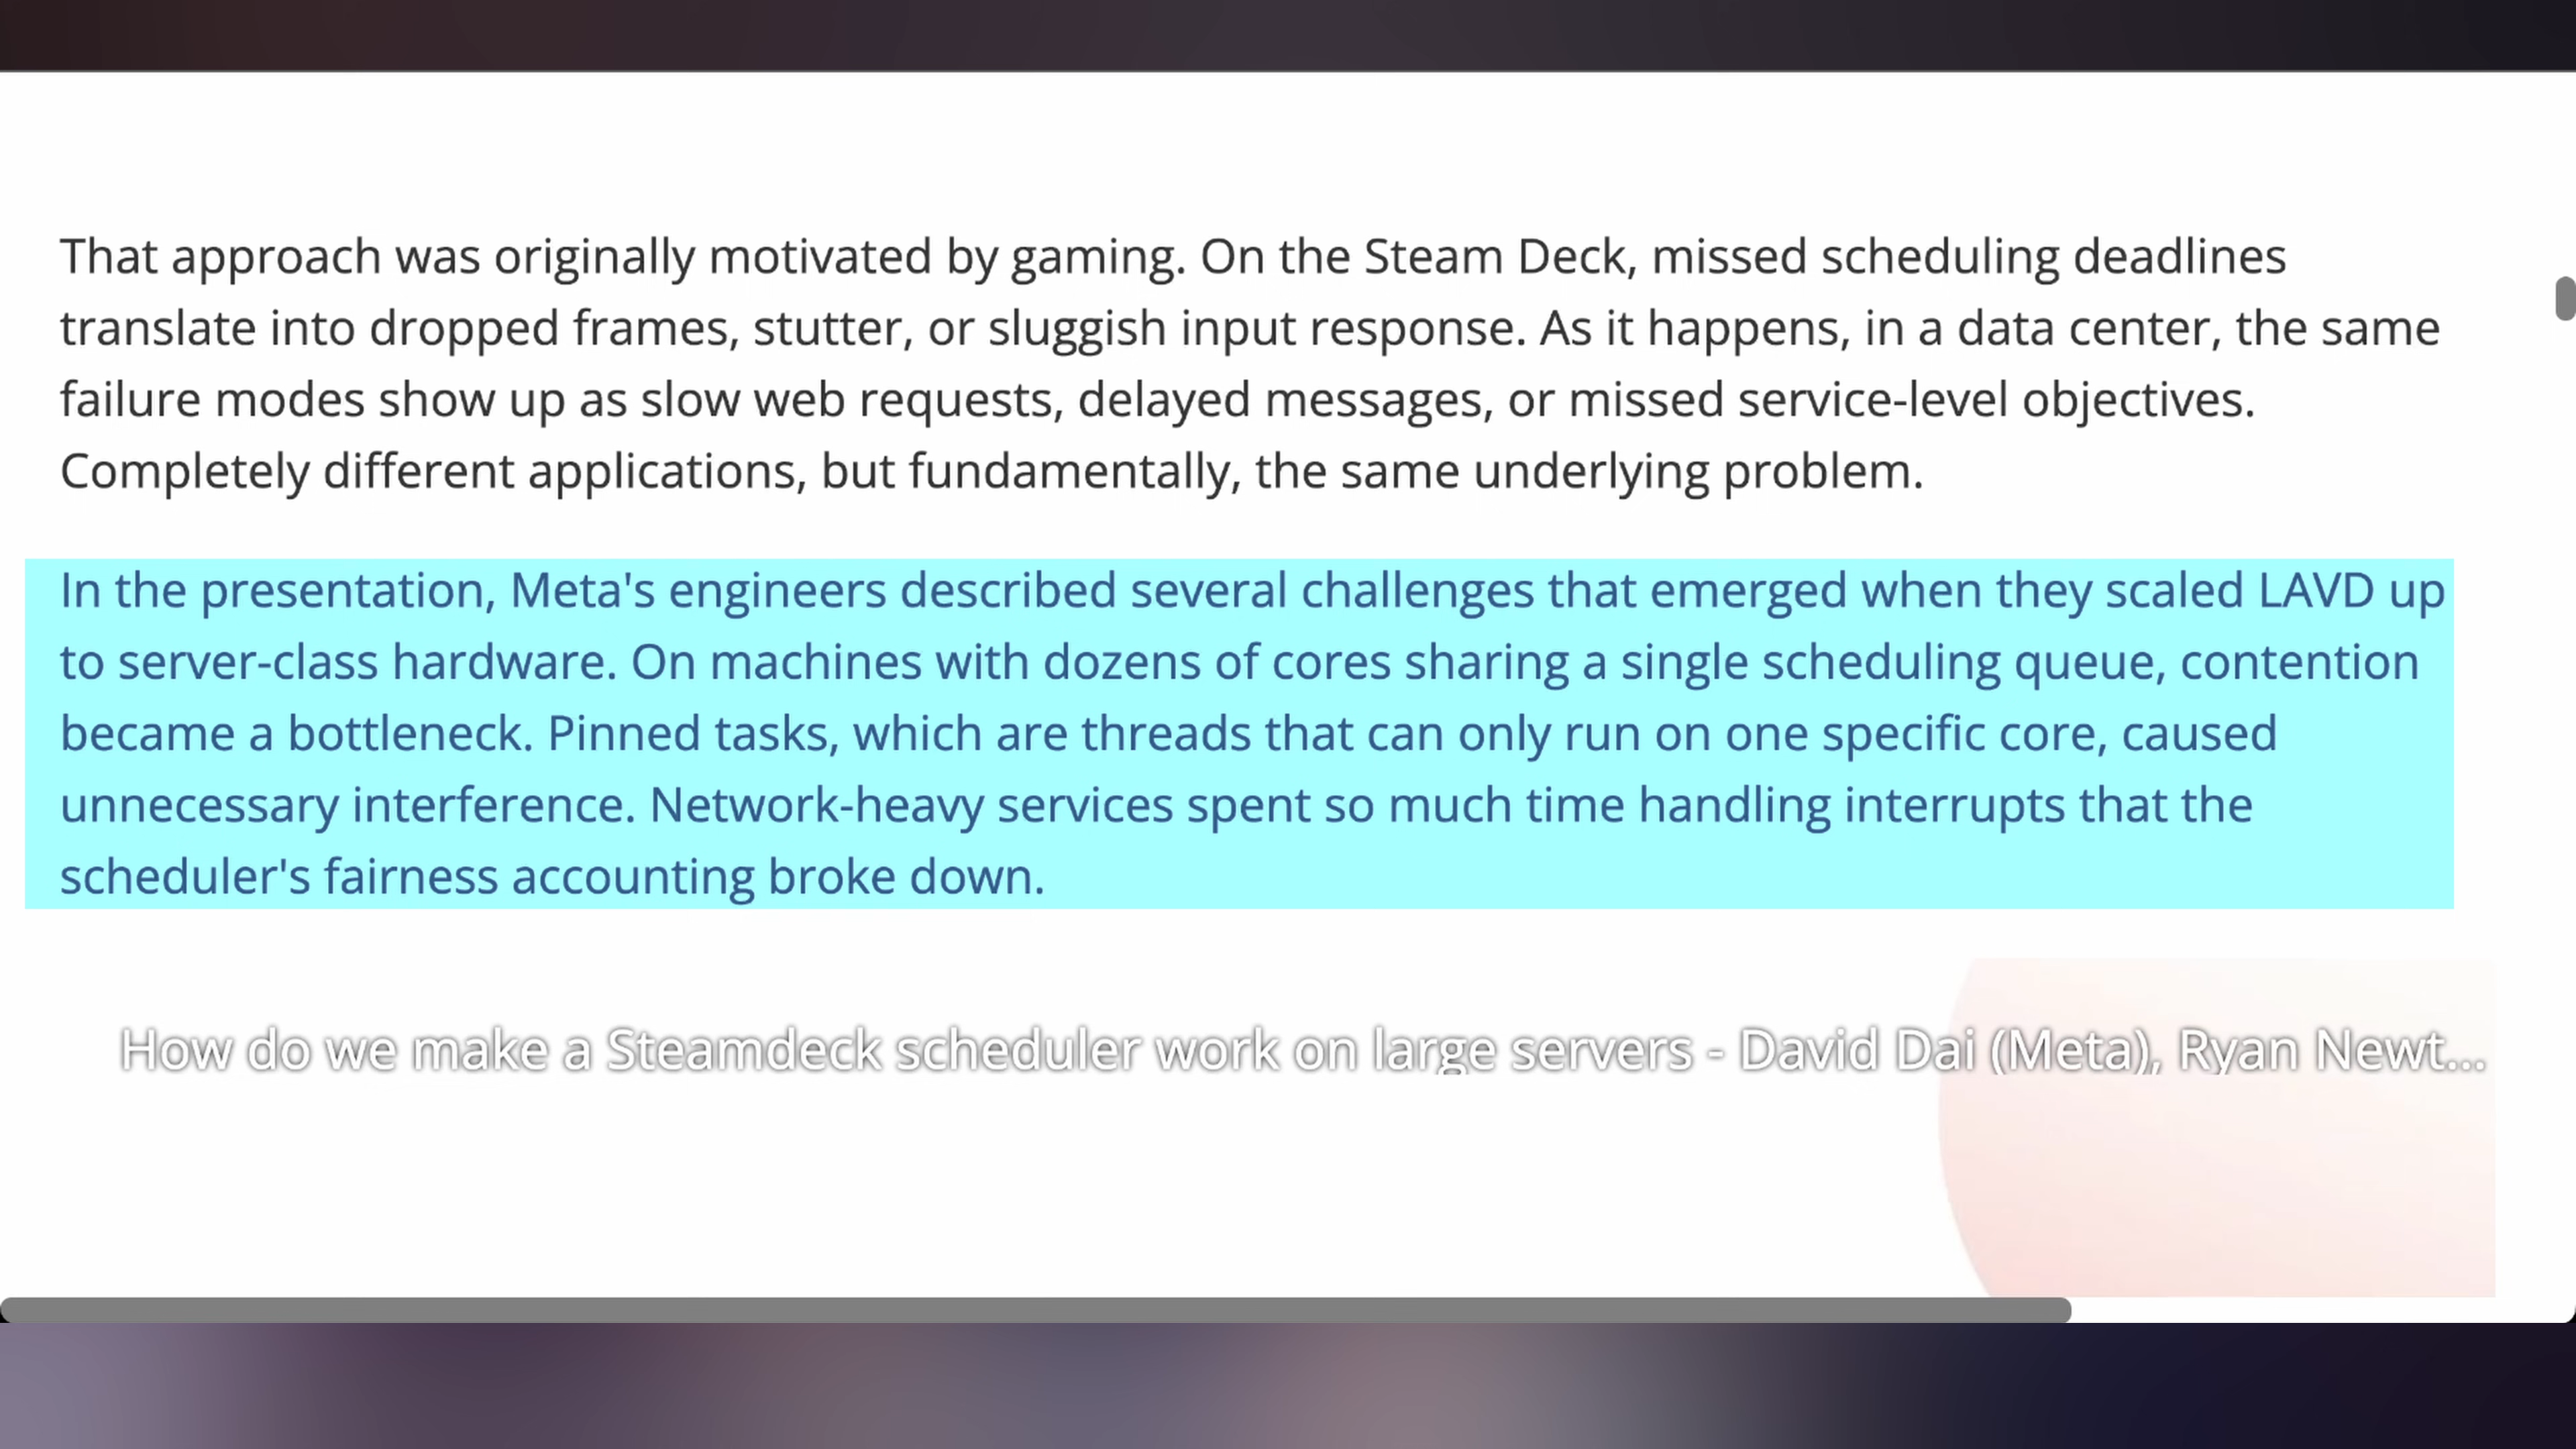 That approach was originally motivated by gaming. On the Steam Deck, missed scheduling deadlines
translate into dropped frames, stutter, or sluggish input response. As it happens, in a data center, the same
failure modes show up as slow web requests, delayed messages, or missed service-level objectives.
Completely different applications, but fundamentally, the same underlying problem.
In the presentation, Meta's engineers described several challenges that emerged when they scaled LAVD up
to server-class hardware. On machines with dozens of cores sharing a single scheduling queue, contention
became a bottleneck. Pinned tasks, which are threads that can only run on one specific core, caused
unnecessary interference. Network-heavy services spent so much time handling interrupts that the
scheduler's fairness accounting broke down.
How do we make a Steamdeck scheduler work on large servers - David Dai (Meta), Ryan Newt...